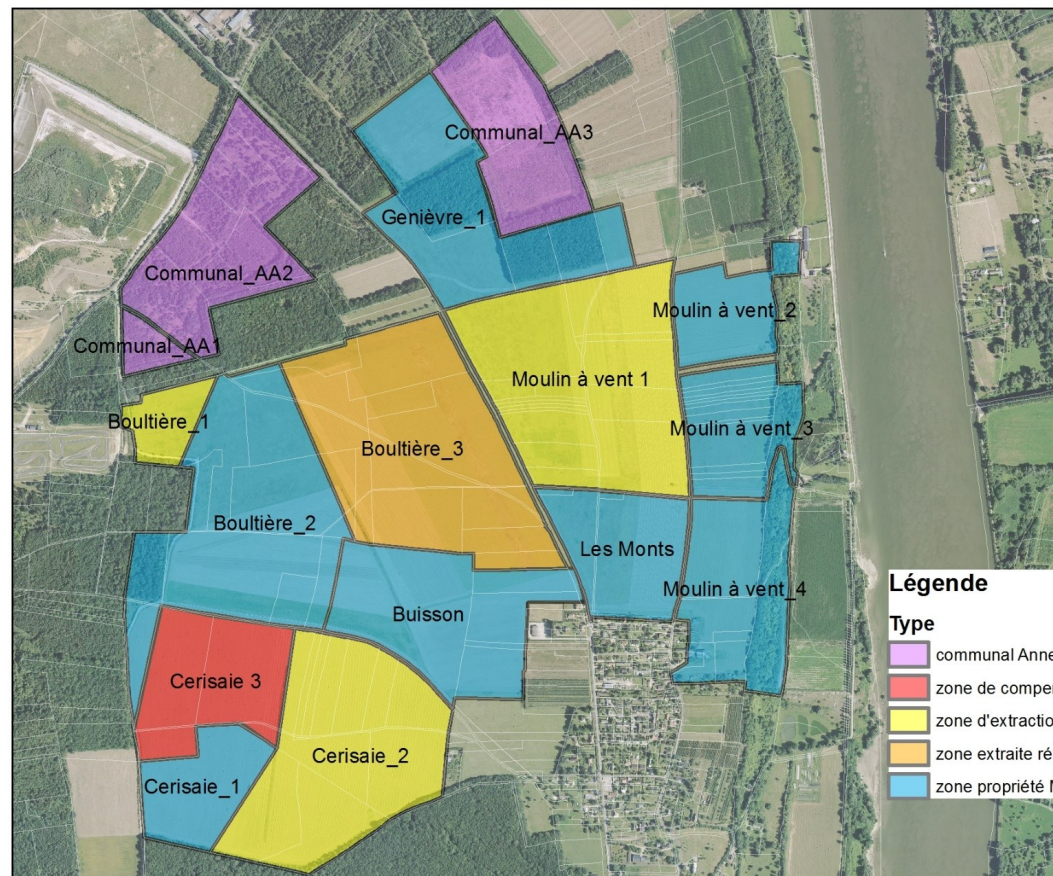 Communal_AA3
Genièvre_1
Communal_AA2
Moulin à vent_2
Communal_AA1
Moulin à vent 1
Boultière_1
Moulin à vent_3
Boultière_3
Boultière_2
Les Monts
Moulin à vent_4
Buisson
Cerisaie 3
Cerisaie_2
Cerisaie_1
Légende
Type
communal Anne
zone de compe
zone d'extractio
zone extraite ré
zone propriété